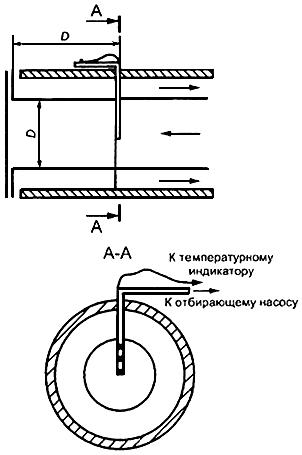 А
D
D
А
А-А
К температурному
индикатору
К отбирающему насосу